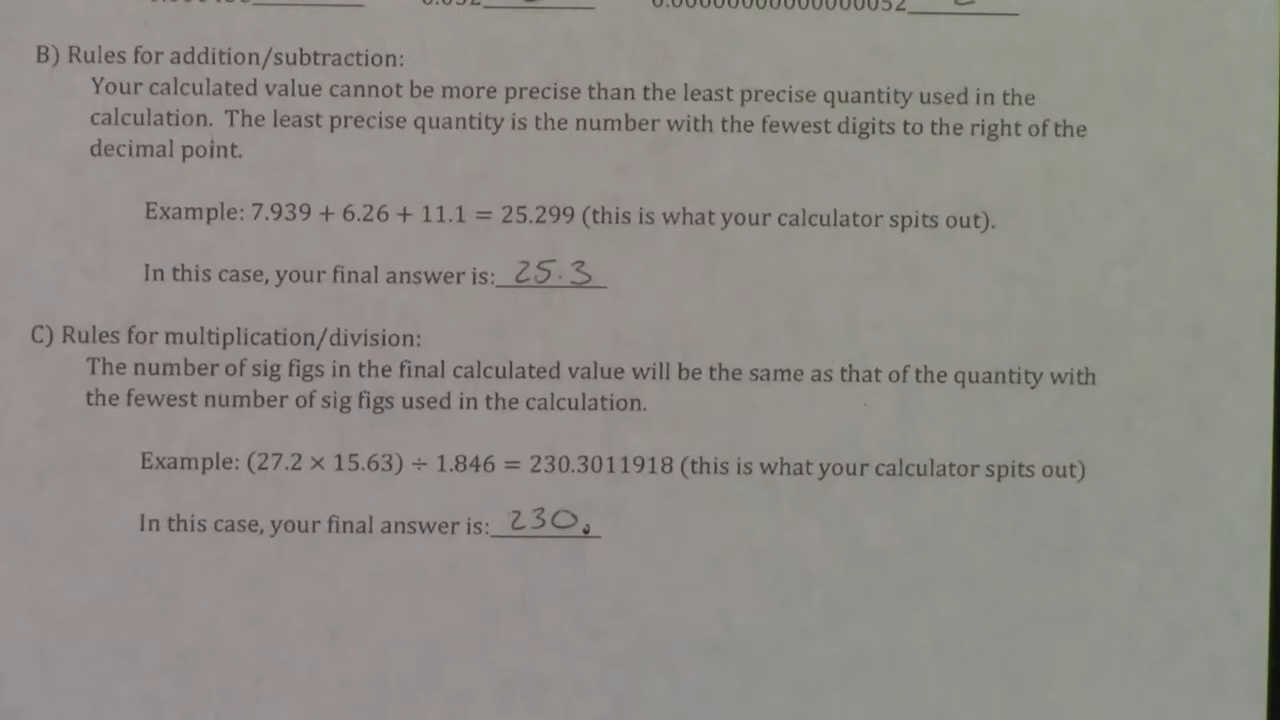 B) Rules for addition/subtraction:
Your calculated value cannot be more precise than the least precise quantity used in the
calculation. The least precise quantity is the number with the fewest digits to the right of the
decimal point.
Example: 7.939 + 6.26 + 11.1 = 25.299 (this is what your calculator spits out).
In this case, your final answer is: 25.3
C) Rules for multiplication/division:
The number of sig figs in the final calculated value will be the same as that of the quantity with
the fewest number of sig figs used in the calculation.
Example: (27.2 × 15.63) ÷ 1.846 = 230.3011918 (this is what your calculator spits out)
In this case, your final answer is: 230.